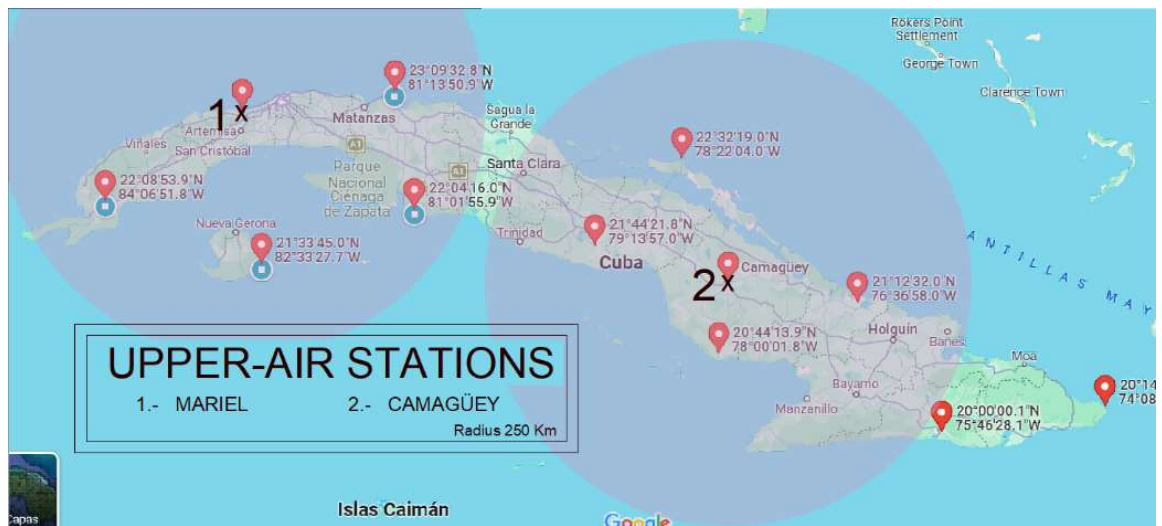 Rokers Point
Settlement
George Town
Clarence Town
23°09'32.8"N
81°13'50.9"W
1x
Artemisa
Matanzas
Sagua la
Grande
Viñales
San Cristóbal
A1
Parque
Nacional
Ciénaga
de Zapata
A1
Santa Clara
22°32'19.0"N
78°22'04.0"W
22°08'53.9"N
84°06'51.8"W
22°04'16.0"N
81°01'55.9"W
Nueva Gerona
21°33'45.0"N
82°33'27.7"W
Trinidad
21°44'21.8"N
79°13'57.0"W
Cuba
2x
Camagüey
ANTILLAS MAY
21°12'32.0"N
76°36'58.0"W
20°44'13.9"N
78°00'01.8"W
Holguín
Banes
Moa
Bayamo
Manzanillo
20°14
74°08
20°00'00.1"N
75°46'28.1"W
UPPER-AIR STATIONS
1.- MARIEL 2.- CAMAGÜEY
Radius 250 Km
Capas
Islas Caimán
Google